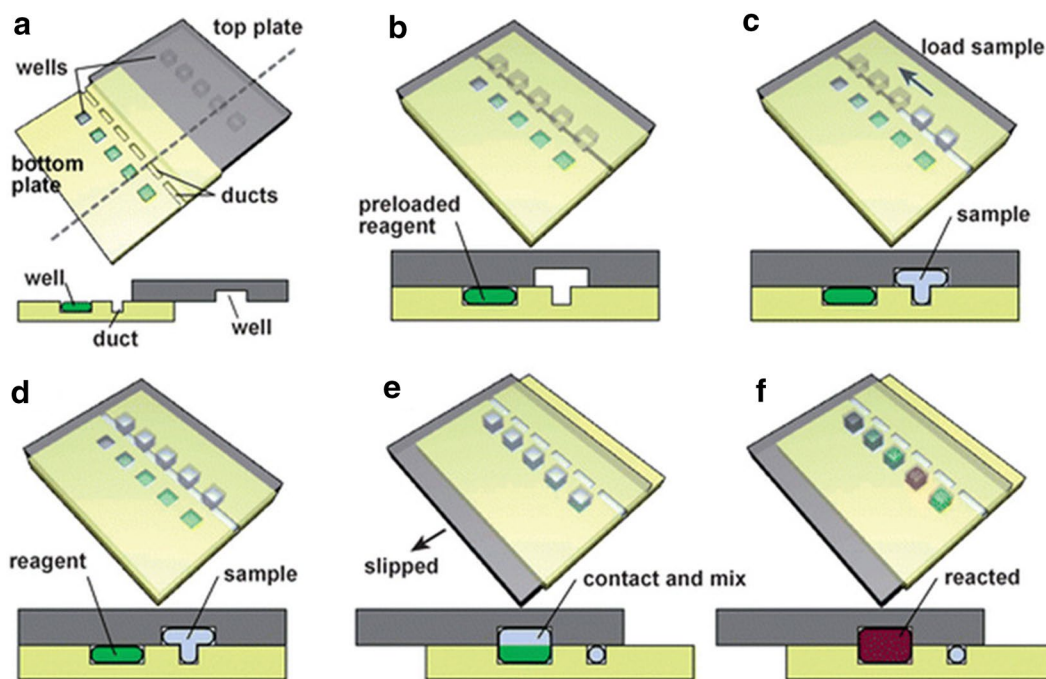 a
top plate
wells
bottom
plate
ducts
well
duct
well
b
preloaded
reagent
c
load sample
sample
d
reagent
sample
e
slipped
contact and mix
f
reacted